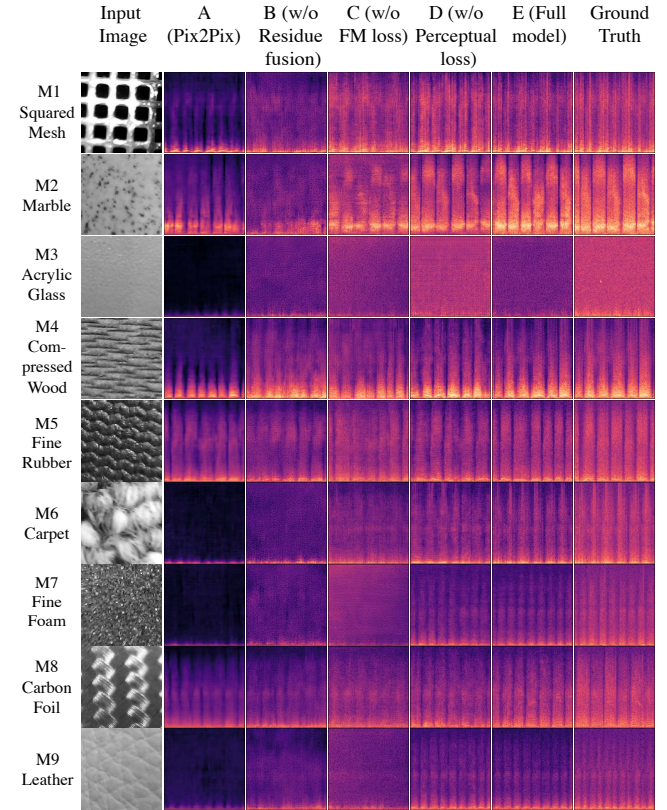 Input Image
A (Pix2Pix)
B (w/o Residue fusion)
C (w/o FM loss)
D (w/o Perceptual loss)
E (Full model)
Ground Truth
M1
Squared
Mesh
M2
Marble
M3
Acrylic
Glass
M4
Com-
pressed
Wood
M5
Fine
Rubber
M6
Carpet
M7
Fine
Foam
M8
Carbon
Foil
M9
Leather